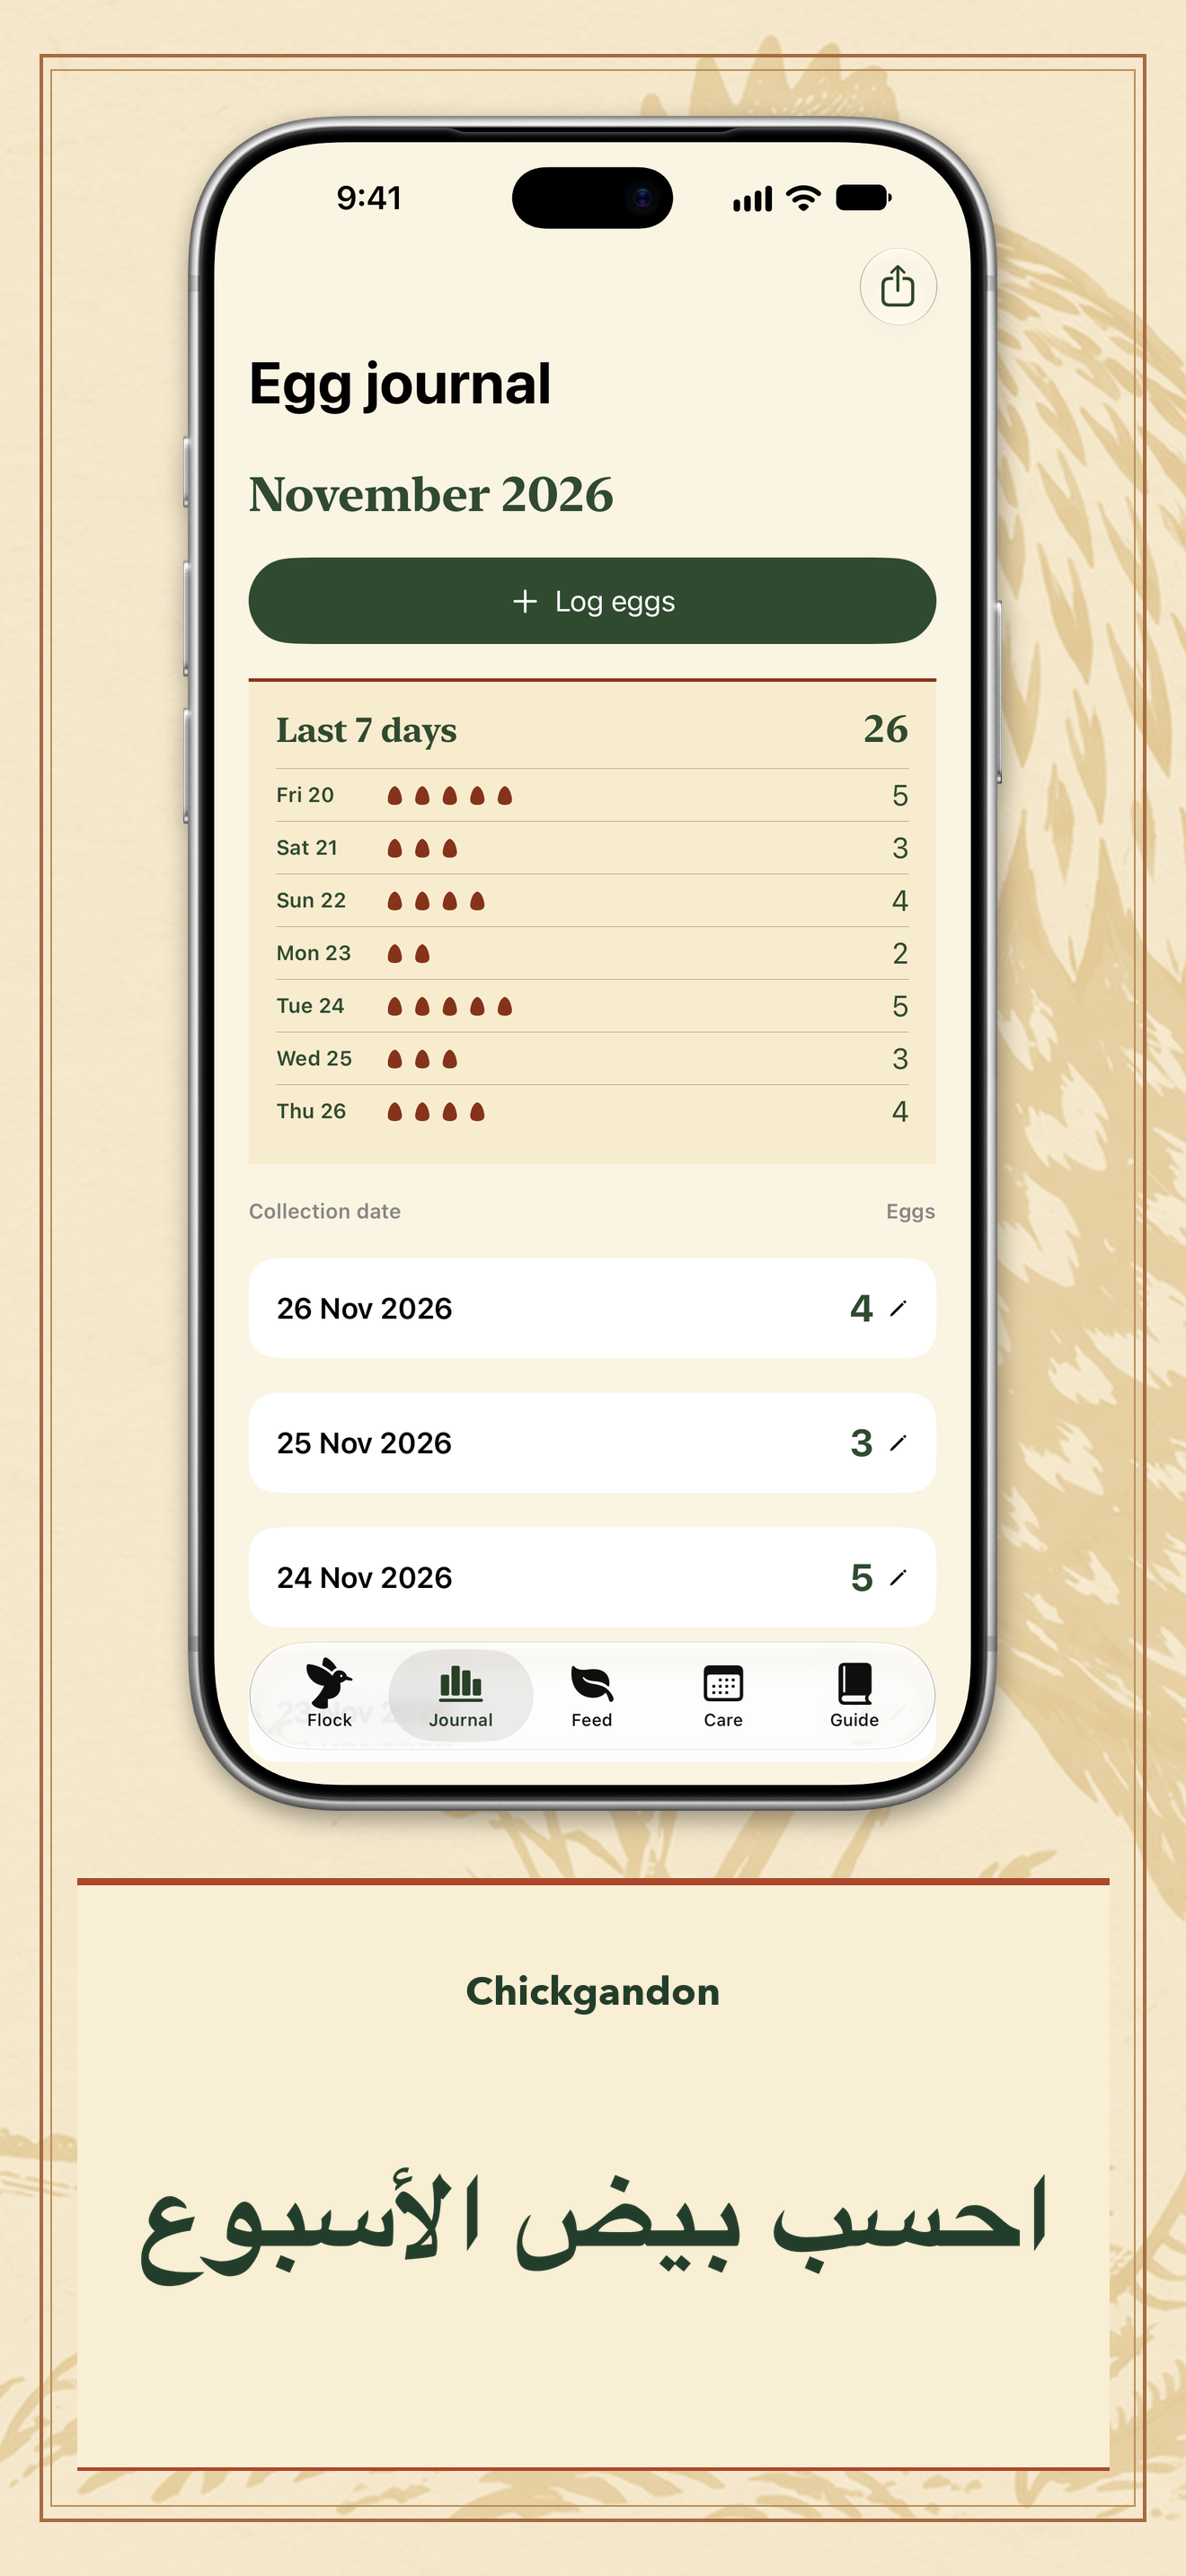 9:41
Egg journal
November 2026
+ Log eggs
Last 7 days 26
Fri 20 5
Sat 21 3
Sun 22 4
Mon 23 2
Tue 24 5
Wed 25 3
Thu 26 4
Collection date Eggs
26 Nov 2026 4
25 Nov 2026 3
24 Nov 2026 5
23 Nov
Flock Journal Feed Care Guide
Chickgandon
احسب بيض الأسبوع